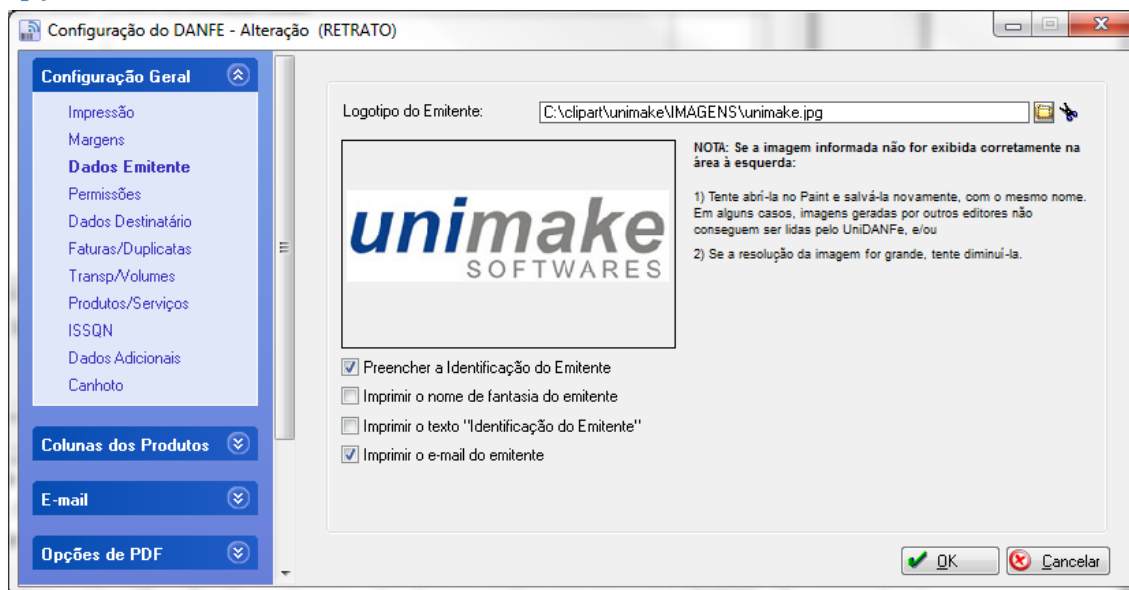 Configuração do DANFE - Alteração (RETRATO)
Configuração Geral
Impressão
Margens
Dados Emitente
Permissões
Dados Destinatário
Faturas/Duplicatas
Transp/Volumes
Produtos/Serviços
ISSQN
Dados Adicionais
Canhoto
Colunas dos Produtos
E-mail
Opções de PDF
Logotipo do Emitente:
C:\clipart\unimake\IMAGENS\unimake.jpg
unimake
SOFTWARES
NOTA: Se a imagem informada não for exibida corretamente na
área à esquerda:
1) Tente abrí-la no Paint e salvá-la novamente, com o mesmo nome.
Em alguns casos, imagens geradas por outros editores não
conseguem ser lidas pelo UniDANFe, e/ou
2) Se a resolução da imagem for grande, tente diminuí-la.
Preencher a Identificação do Emitente
Imprimir o nome de fantasia do emitente
Imprimir o texto "Identificação do Emitente"
Imprimir o e-mail do emitente
OK
Cancelar